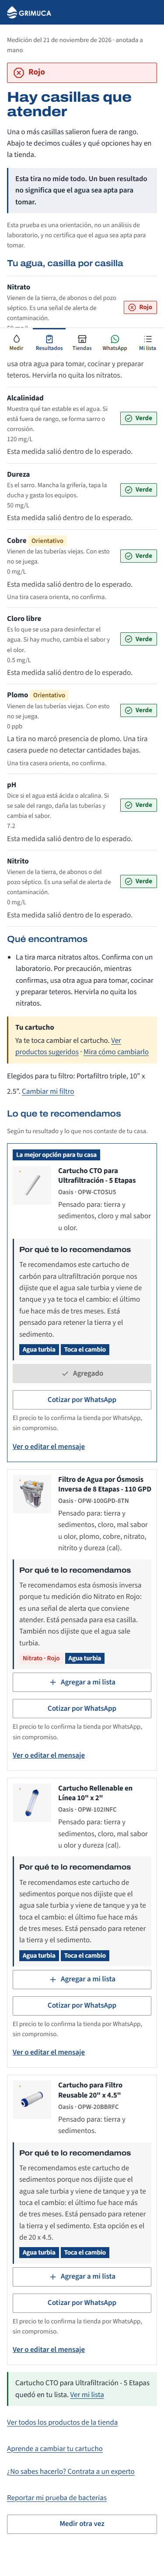 GRIMUCA
Medición del 21 de noviembre de 2026 · anotada a
mano
Rojo
Hay casillas que
atender
Una o más casillas salieron fuera de rango.
Abajo te decimos cuáles y qué opciones hay en
la tienda.
Esta tira no mide todo. Un buen resultado
no significa que el agua sea apta para
tomar.
Esta prueba es una orientación, no un análisis de
laboratorio, y no certifica que el agua sea apta para
tomar.
Tu agua, casilla por casilla
Nitrato
Vienen de la tierra, de abonos o del pozo
séptico. Es una señal de alerta de
contaminación.
Rojo
Medir
Resultados
Tiendas
WhatsApp
Mi lista
usa otra agua para tomar, cocinar y preparar
teteros. Hervirla no quita los nitratos.
Alcalinidad
Muestra qué tan estable es el agua. Si
está fuera de rango, se forma sarro o
corrosión.
120 mg/L
Verde
Esta medida salió dentro de lo esperado.
Dureza
Es el sarro. Mancha la grifería, tapa la
ducha y gasta los equipos.
50 mg/L
Verde
Esta medida salió dentro de lo esperado.
Cobre Orientativo
Vienen de las tuberías viejas. Con esto
no se juega.
0 mg/L
Verde
Esta medida salió dentro de lo esperado.
Una tira casera orienta, no confirma.
Cloro libre
Es lo que se usa para desinfectar el
agua. Si hay mucho, cambia el sabor y
el olor.
0.5 mg/L
Verde
Esta medida salió dentro de lo esperado.
Plomo Orientativo
Vienen de las tuberías viejas. Con esto
no se juega.
0 ppb
Verde
La tira no marcó presencia de plomo. Una tira
casera puede no detectar cantidades bajas.
Una tira casera orienta, no confirma.
pH
Dice si el agua está ácida o alcalina. Si
se sale del rango, daña las tuberías y
cambia el sabor.
7.2
Verde
Esta medida salió dentro de lo esperado.
Nitrito
Vienen de la tierra, de abonos o del
pozo séptico. Es una señal de alerta de
contaminación.
0 mg/L
Verde
Esta medida salió dentro de lo esperado.
Qué encontramos
La tira marca nitratos altos. Confirma con un
laboratorio. Por precaución, mientras
confirmas, usa otra agua para tomar, cocinar
y preparar teteros. Hervirla no quita los
nitratos.
Tu cartucho
Ya te toca cambiar el cartucho. Ver
productos sugeridos · Mira cómo cambiarlo
Elegidos para tu filtro: Portafiltro triple, 10" x
2.5". Cambiar mi filtro
Lo que te recomendamos
Según tu resultado y lo que nos contaste de tu casa.
La mejor opción para tu casa
Cartucho CTO para
Ultrafiltración - 5 Etapas
Oasis · OPW-CTO5US
Pensado para: tierra y
sedimentos, cloro y mal sabor
u olor.
Por qué te lo recomendamos
Te recomendamos este cartucho de
carbón para ultrafiltración porque nos
dijiste que el agua sale turbia y viene de
tanque y ya te toca el cambio: el último
fue hace más de tres meses. Está
pensado para retener la tierra y el
sedimento.
Agua turbia
Toca el cambio
Agregado
Cotizar por WhatsApp
El precio te lo confirma la tienda por WhatsApp,
sin compromiso.
Ver o editar el mensaje
Filtro de Agua por Ósmosis
Inversa de 8 Etapas - 110 GPD
Oasis · OPW-100GPD-8TN
Pensado para: tierra y
sedimentos, cloro, mal sabor
u olor, plomo, cobre, nitrato,
nitrito y dureza (cal).
Por qué te lo recomendamos
Te recomendamos esta ósmosis inversa
porque tu medición dio Nitrato en Rojo:
es una señal de alerta que conviene
atender. Está pensada para esa casilla.
También nos dijiste que el agua sale
turbia.
Nitrato · Rojo
Agua turbia
Agregar a mi lista
Cotizar por WhatsApp
El precio te lo confirma la tienda por WhatsApp,
sin compromiso.
Ver o editar el mensaje
Cartucho Rellenable en
Línea 10" x 2"
Oasis · OPW-102INFC
Pensado para: tierra y
sedimentos, cloro, mal sabor
u olor y dureza (cal).
Por qué te lo recomendamos
Te recomendamos este cartucho de
sedimentos porque nos dijiste que el
agua sale turbia y viene de tanque y ya te
toca el cambio: el último fue hace más
de tres meses. Está pensado para retener
la tierra y el sedimento.
Agua turbia
Toca el cambio
Agregar a mi lista
Cotizar por WhatsApp
El precio te lo confirma la tienda por WhatsApp,
sin compromiso.
Ver o editar el mensaje
Cartucho para Filtro
Reusable 20" x 4.5"
Oasis · OPW-20BBRFC
Pensado para: tierra y
sedimentos.
Por qué te lo recomendamos
Te recomendamos este cartucho de
sedimentos porque nos dijiste que el
agua sale turbia y viene de tanque y ya te
toca el cambio: el último fue hace más
de tres meses. Está pensado para retener
la tierra y el sedimento. Esta opción es el
de 20 x 4.5.
Agua turbia
Toca el cambio
Agregar a mi lista
Cotizar por WhatsApp
El precio te lo confirma la tienda por WhatsApp,
sin compromiso.
Ver o editar el mensaje
Cartucho CTO para Ultrafiltración - 5 Etapas
quedó en tu lista. Ver mi lista
Ver todos los productos de la tienda
Aprende a cambiar tu cartucho
¿No sabes hacerlo? Contrata a un experto
Reportar mi prueba de bacterias
Medir otra vez